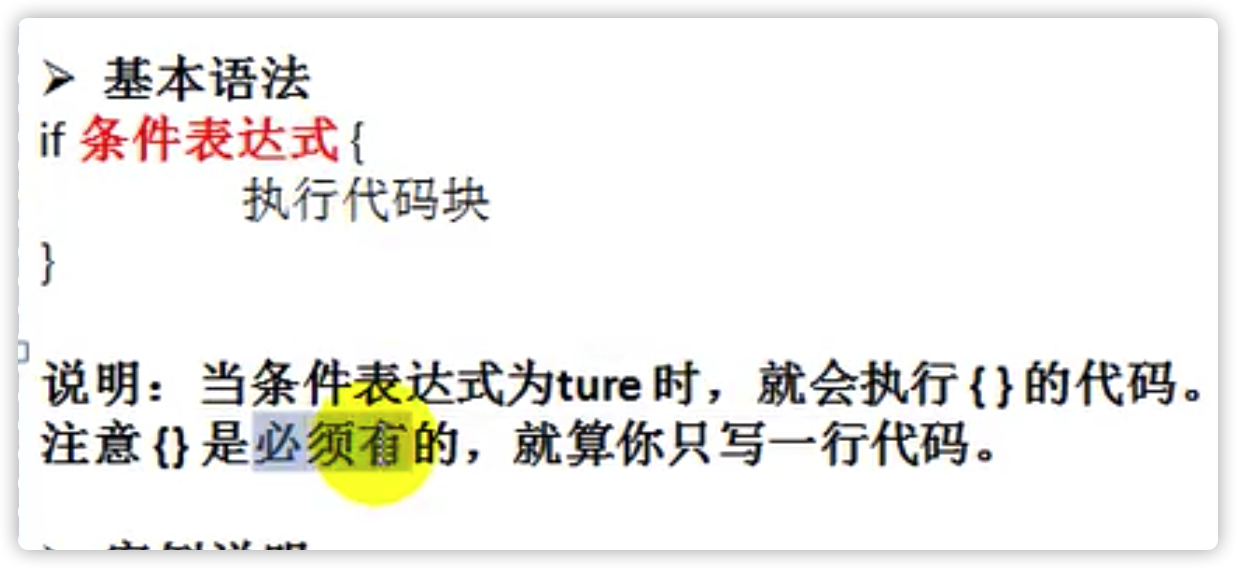 ➢ 基本语法
if 条件表达式 {
执行代码块
}
说明：当条件表达式为ture 时，就会执行 { } 的代码。
注意 {} 是必须有的，就算你只写一行代码。